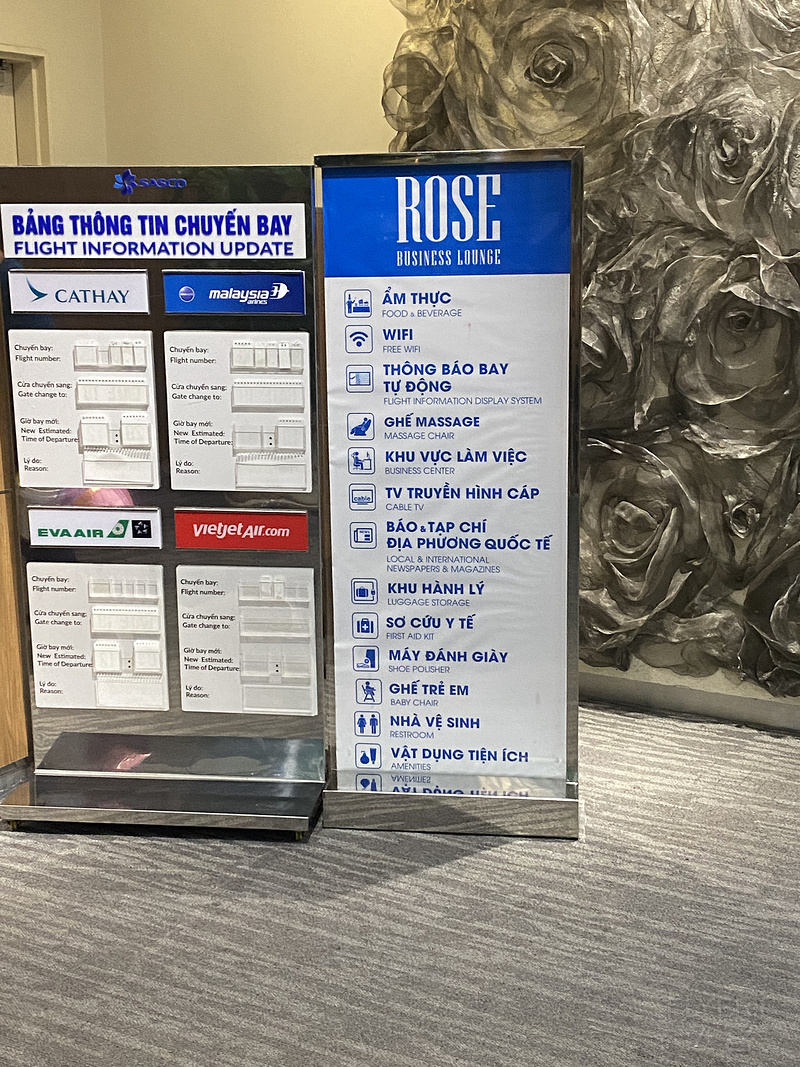 SASCO
BẢNG THÔNG TIN CHUYẾN BAY
FLIGHT INFORMATION UPDATE
CATHAY
malaysia
airlines
Chuyến bay:
Flight number:
Cửa chuyển sang:
Gate change to:
Giờ bay mới:
New Estimated:
Time of Departure:
Lý do:
Reason:
Chuyến bay:
Flight number:
Cửa chuyển sang:
Gate change to:
Giờ bay mới:
New Estimated:
Time of Departure:
Lý do:
Reason:
EVA AIR
vietjetAir.com
Chuyến bay:
Flight number:
Cửa chuyển sang:
Gate change to:
Giờ bay mới:
New Estimated:
Time of Departure:
Lý do:
Reason:
Chuyến bay:
Flight number:
Cửa chuyển sang:
Gate change to:
Giờ bay mới:
New Estimated:
Time of Departure:
Lý do:
Reason:
ROSE
BUSINESS LOUNGE
ẨM THỰC
FOOD & BEVERAGE
WIFI
FREE WIFI
THÔNG BÁO BAY
TỰ ĐỘNG
FLIGHT INFORMATION DISPLAY SYSTEM
GHẾ MASSAGE
MASSAGE CHAIR
KHU VỰC LÀM VIỆC
BUSINESS CENTER
cable
TV TRUYỀN HÌNH CÁP
CABLE TV
BÁO & TẠP CHÍ
ĐỊA PHƯƠNG QUỐC TẾ
LOCAL & INTERNATIONAL
NEWSPAPERS & MAGAZINES
KHU HÀNH LÝ
LUGGAGE STORAGE
SƠ CỨU Y TẾ
FIRST AID KIT
MÁY ĐÁNH GIÀY
SHOE POLISHER
GHẾ TRẺ EM
BABY CHAIR
NHÀ VỆ SINH
RESTROOM
VẬT DỤNG TIỆN ÍCH
AMENITIES